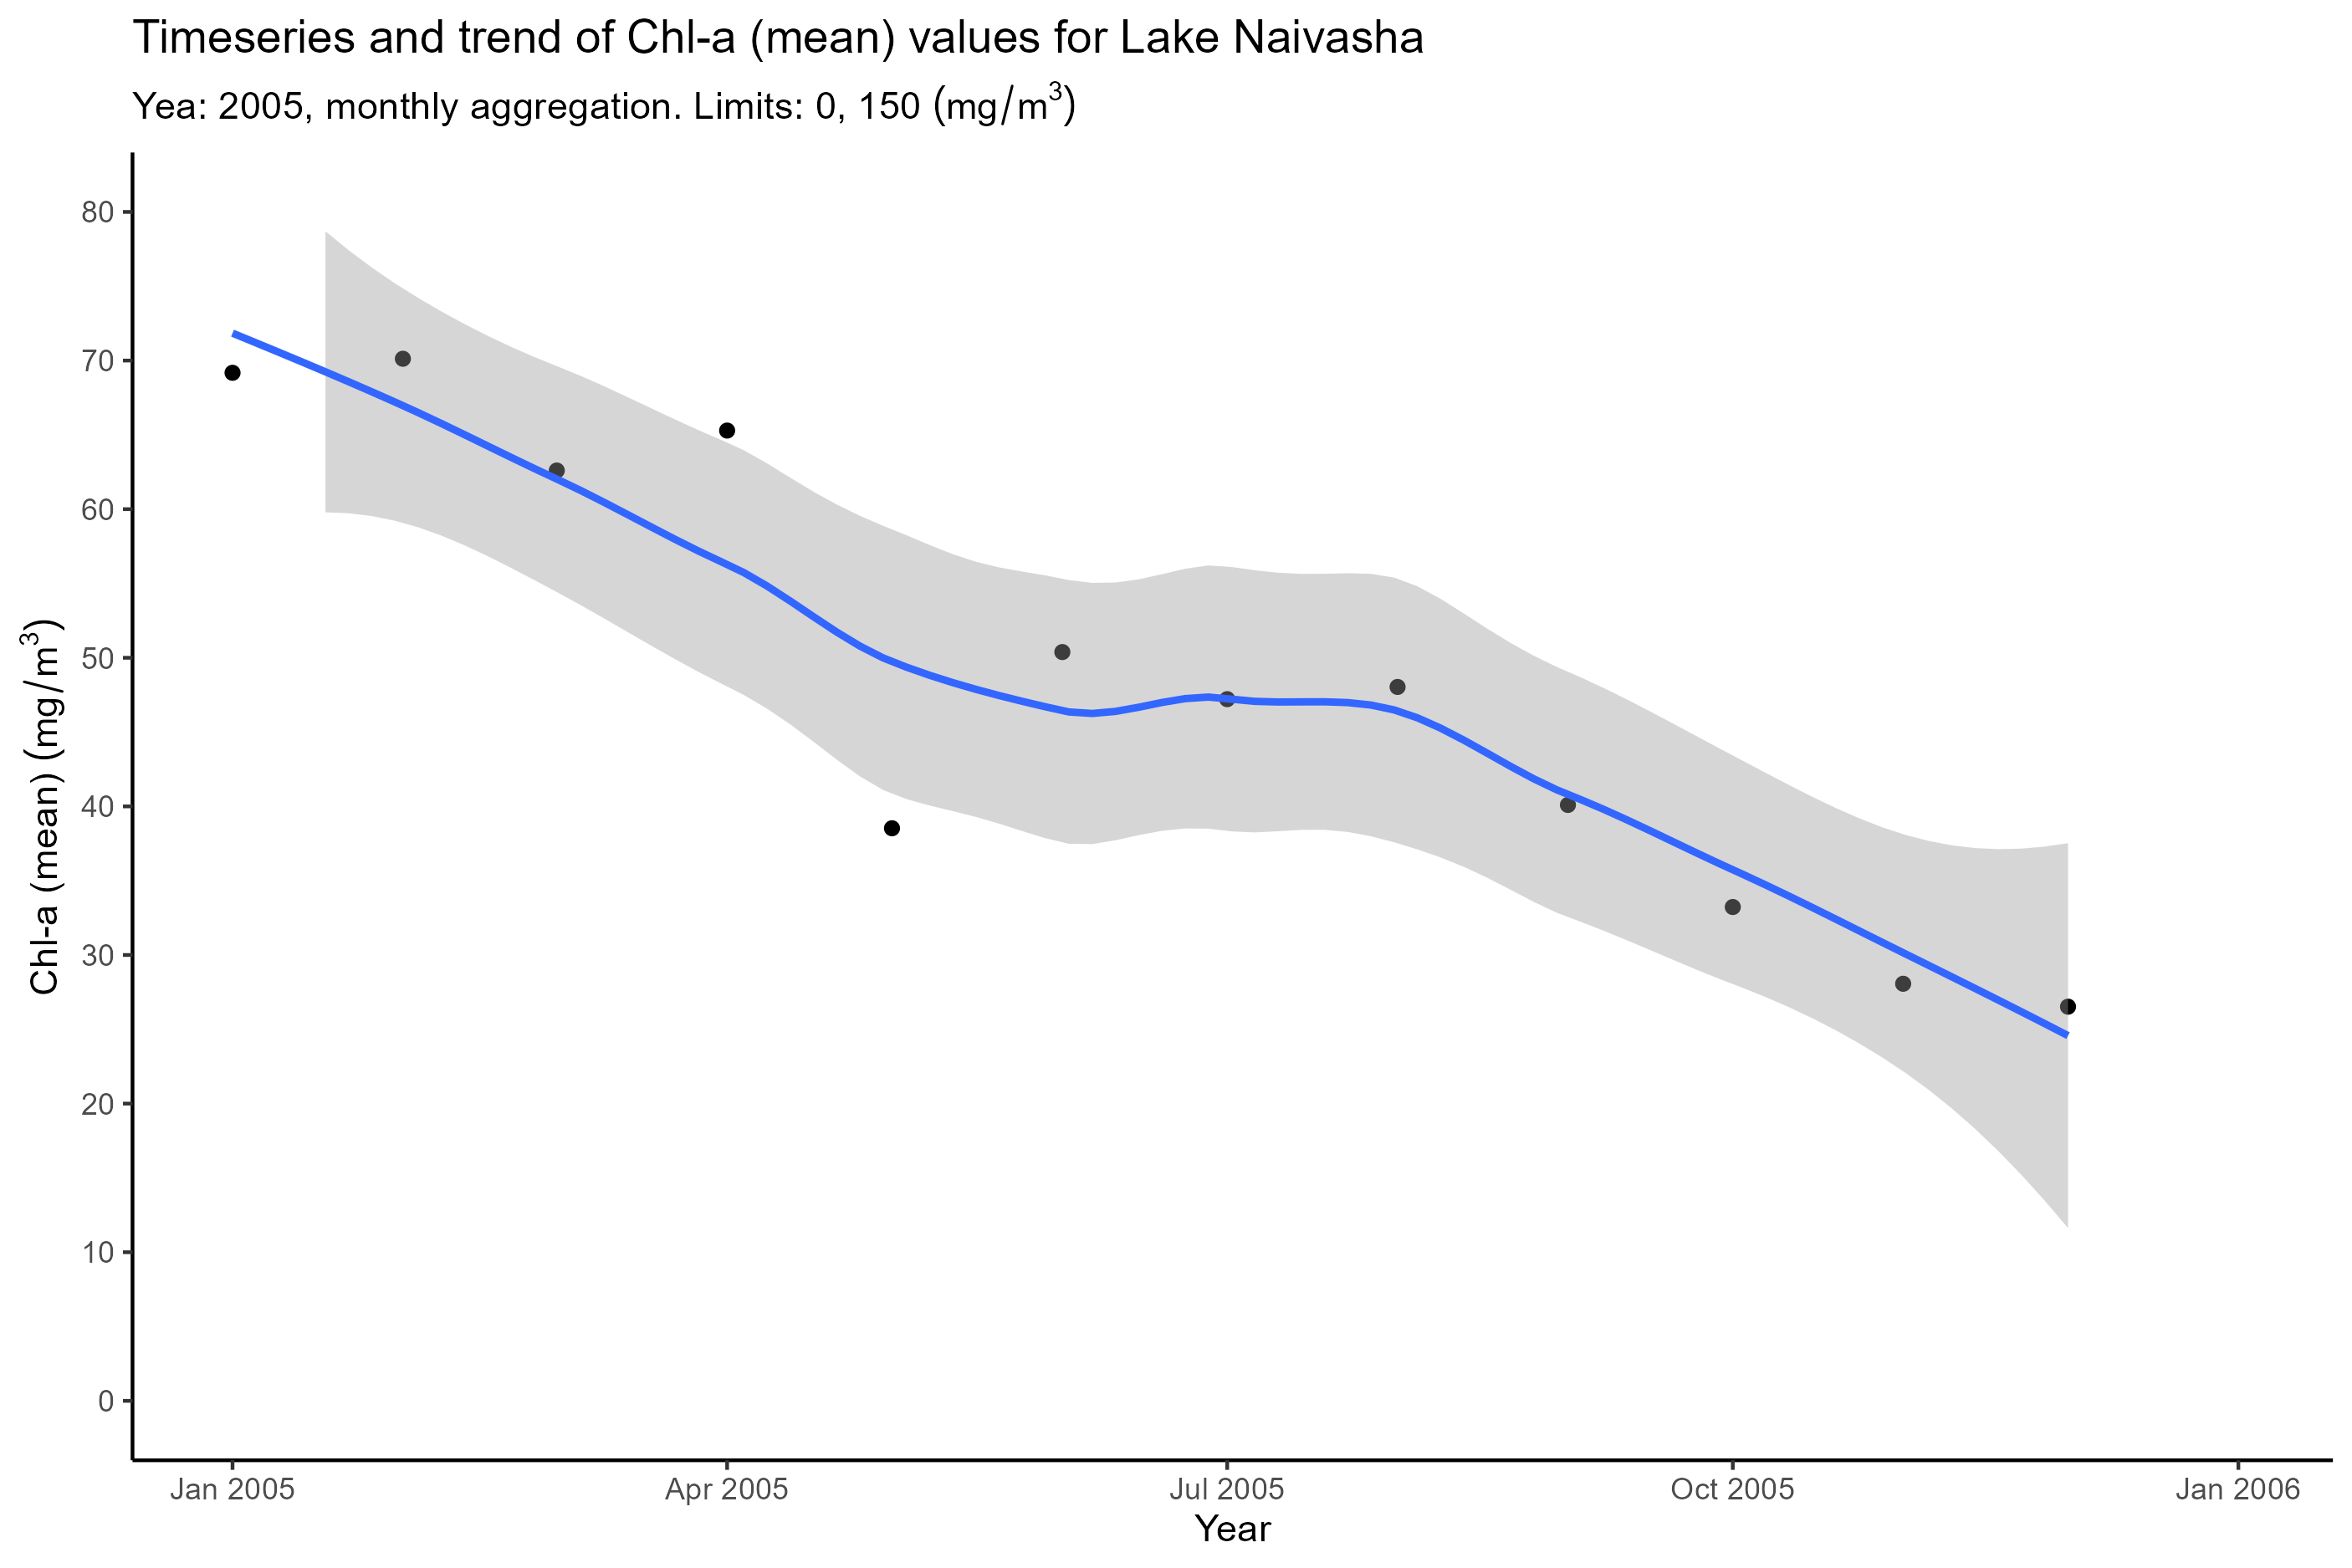 Timeseries and trend of Chl-a (mean) values for Lake Naivasha
Yea: 2005, monthly aggregation. Limits: 0, 150 (mg/m³)
Chl-a (mean) (mg/m³)
80
70
60
50
40
30
20
10
0
Jan 2005 Apr 2005 Jul 2005 Oct 2005 Jan 2006
Year